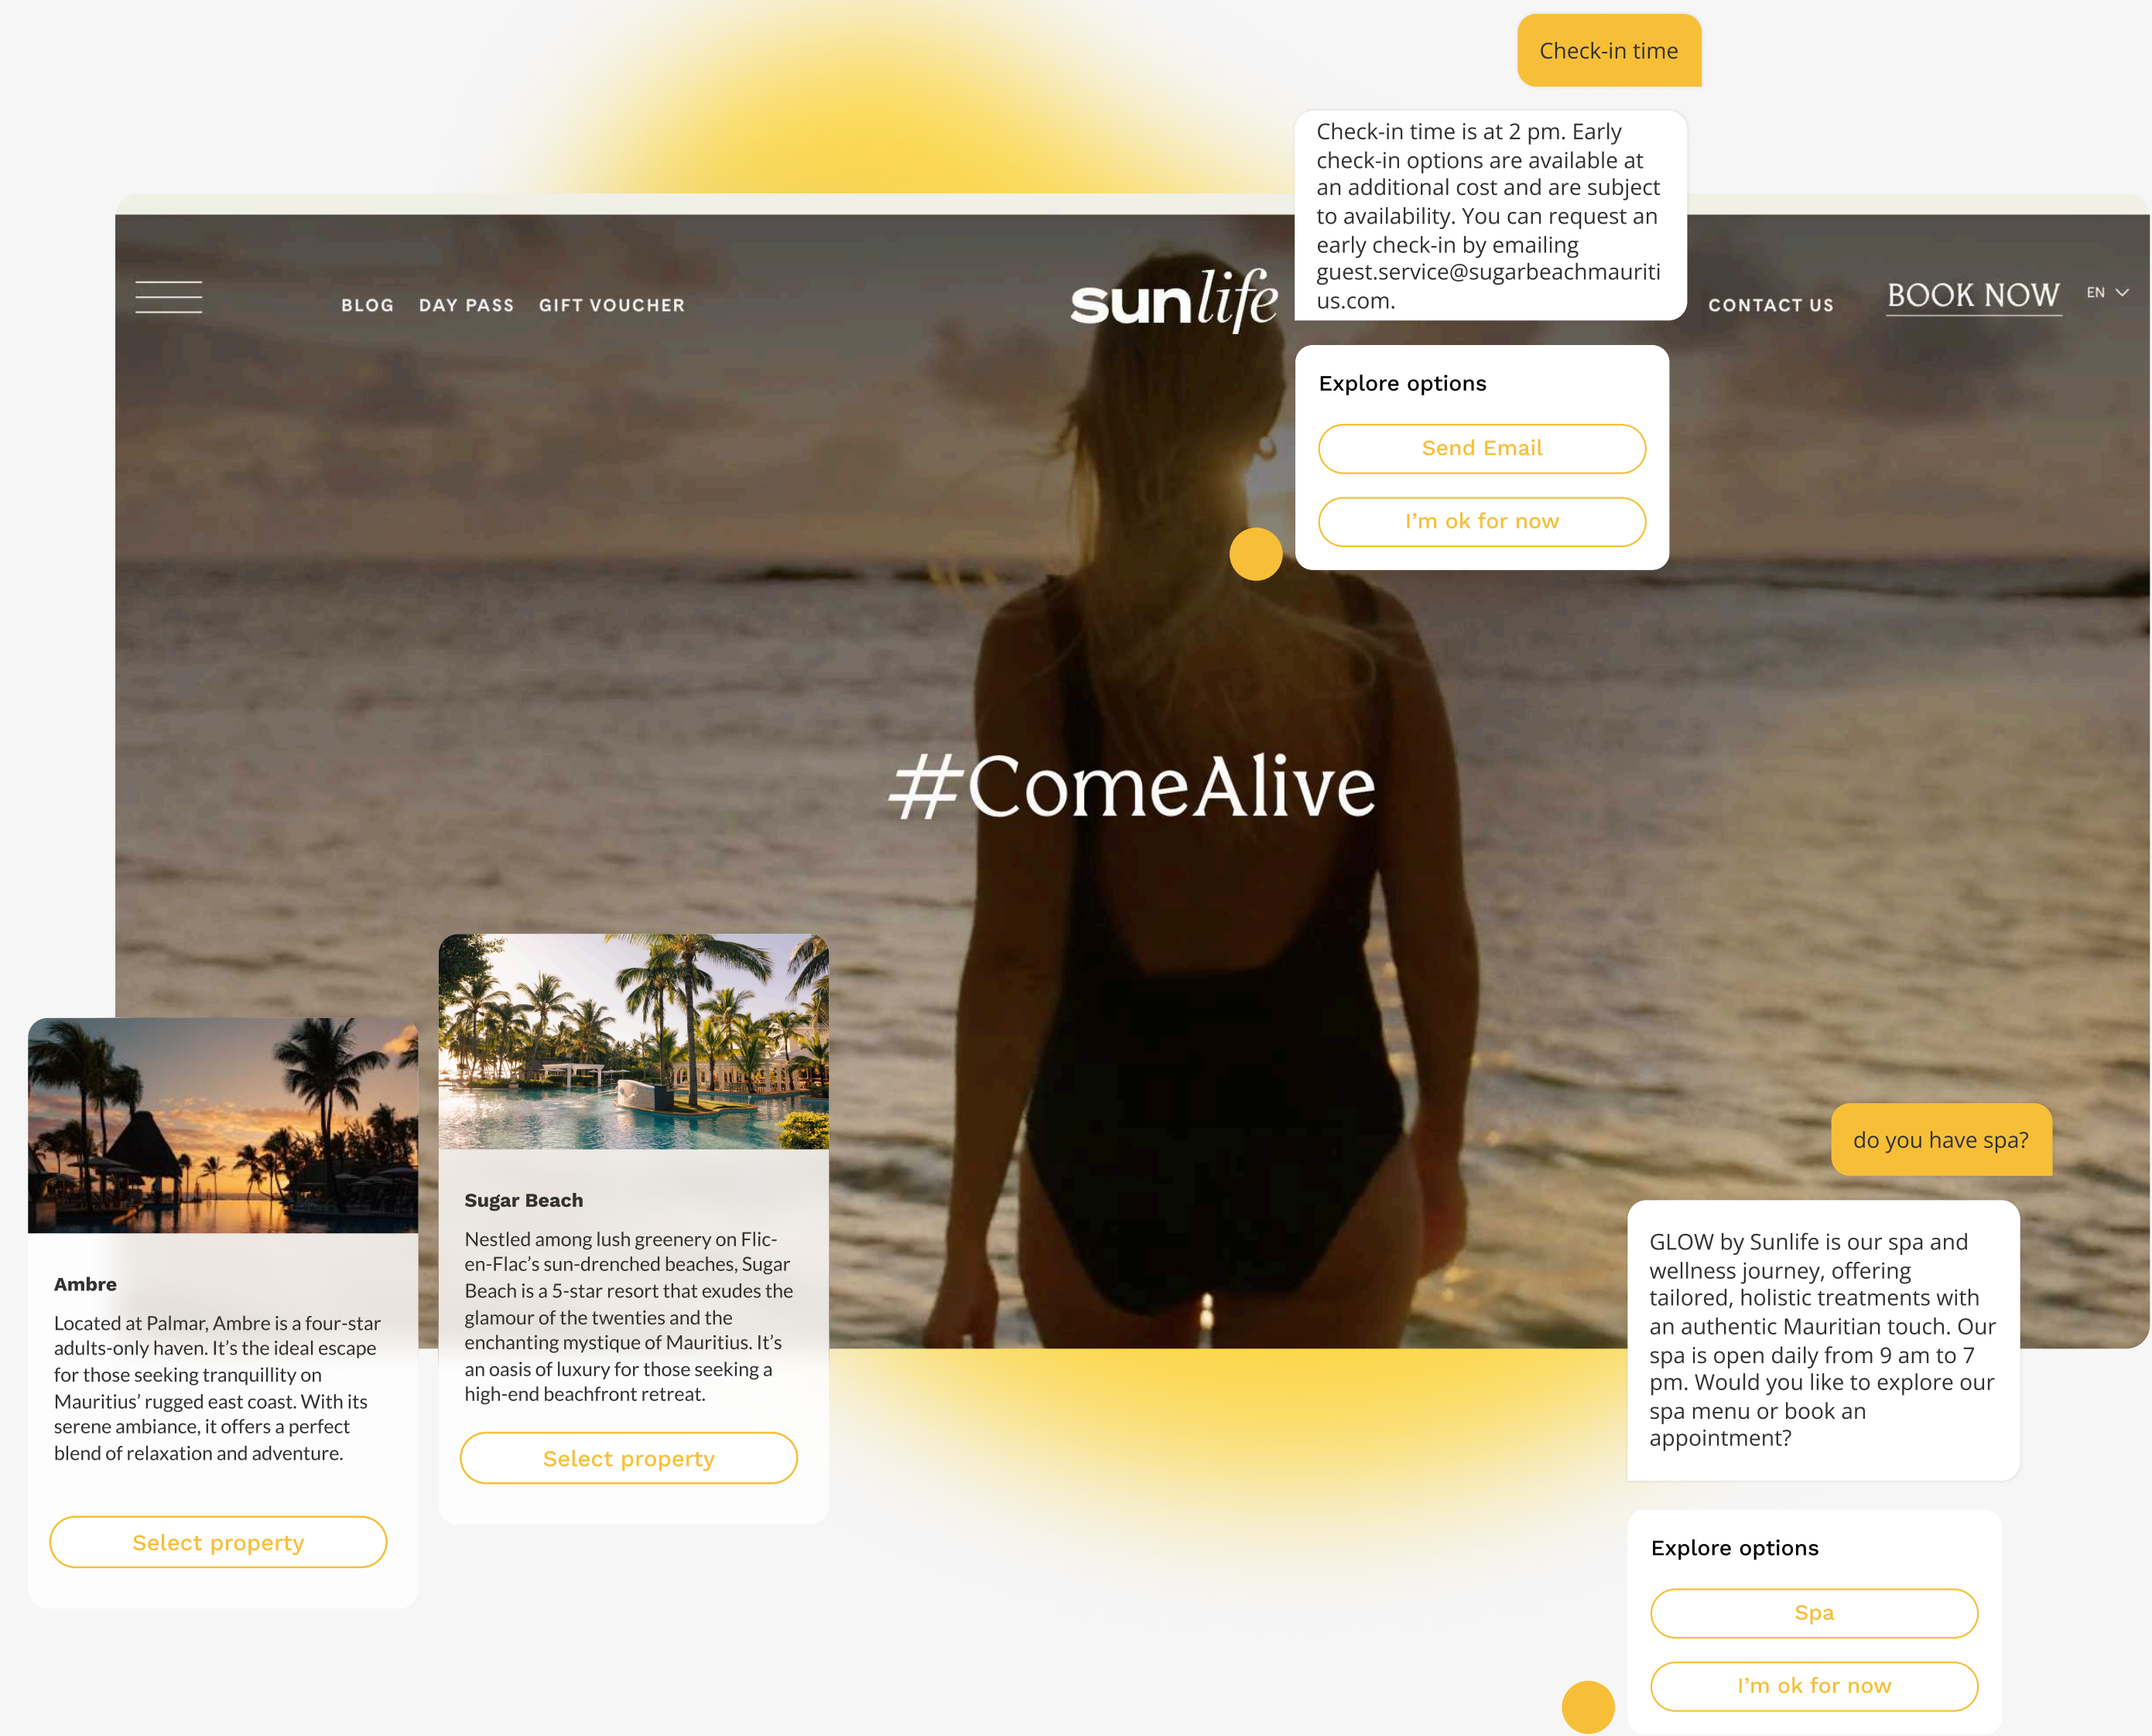 Check-in time
Check-in time is at 2 pm. Early
check-in options are available at
an additional cost and are subject
to availability. You can request an
early check-in by emailing
guest.service@sugarbeachmauriti
us.com.
BLOG DAY PASS GIFT VOUCHER
sunlife
CONTACT US
BOOK NOW
EN
Explore options
Send Email
I’m ok for now
#ComeAlive
Ambre
Located at Palmar, Ambre is a four-star
adults-only haven. It’s the ideal escape
for those seeking tranquillity on
Mauritius’ rugged east coast. With its
serene ambiance, it offers a perfect
blend of relaxation and adventure.
Select property
Sugar Beach
Nestled among lush greenery on Flic-
en-Flac’s sun-drenched beaches, Sugar
Beach is a 5-star resort that exudes the
glamour of the twenties and the
enchanting mystique of Mauritius. It’s
an oasis of luxury for those seeking a
high-end beachfront retreat.
Select property
do you have spa?
GLOW by Sunlife is our spa and
wellness journey, offering
tailored, holistic treatments with
an authentic Mauritian touch. Our
spa is open daily from 9 am to 7
pm. Would you like to explore our
spa menu or book an
appointment?
Explore options
Spa
I’m ok for now